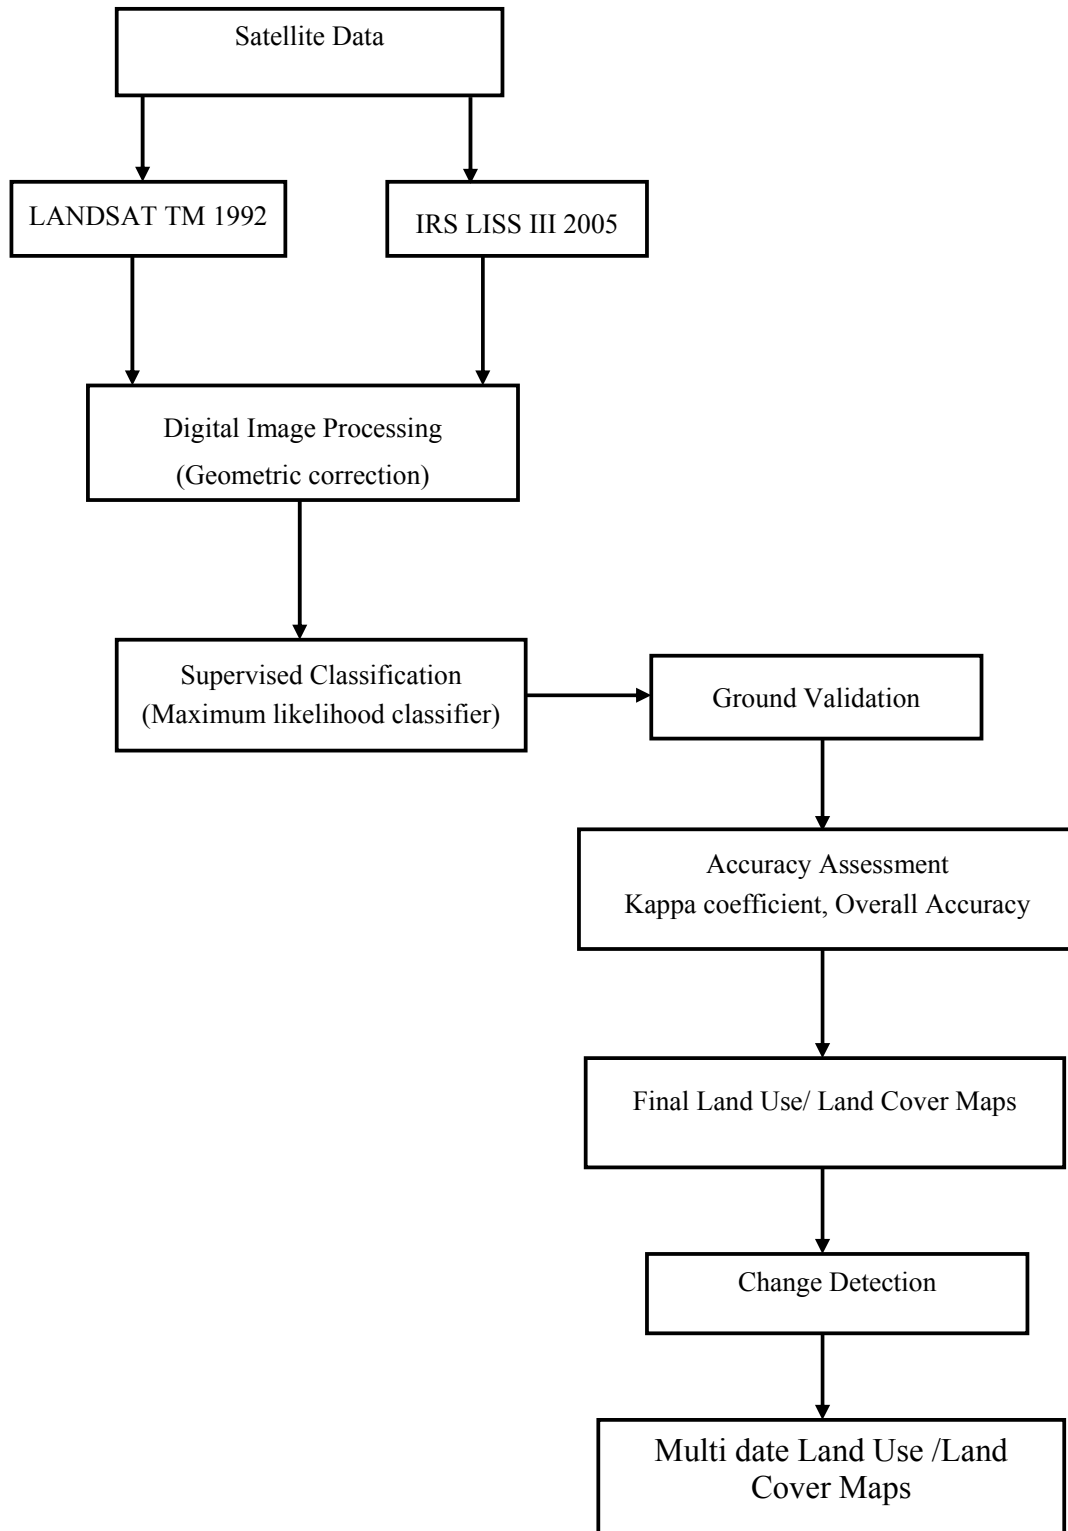 Satellite Data
LANDSAT TM 1992
IRS LISS III 2005
Digital Image Processing
(Geometric correction)
Supervised Classification
(Maximum likelihood classifier)
Ground Validation
Accuracy Assessment
Kappa coefficient, Overall Accuracy
Final Land Use/ Land Cover Maps
Change Detection
Multi date Land Use /Land
Cover Maps